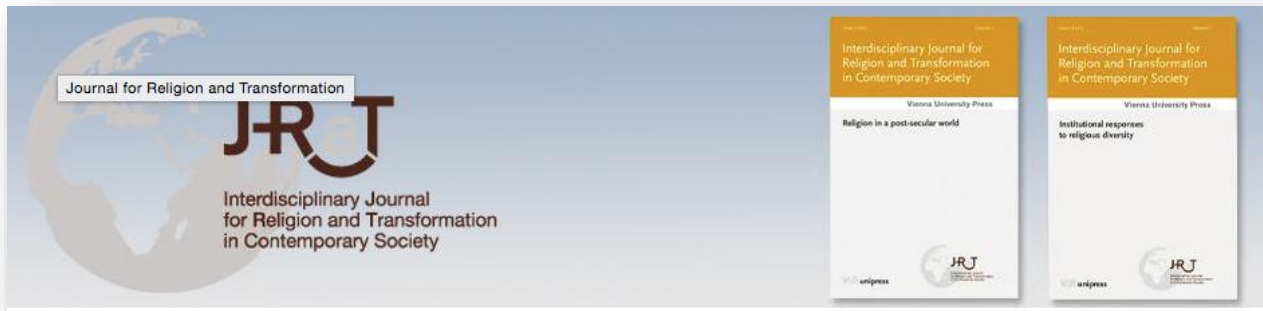 Journal for Religion and Transformation
J-R T
Interdisciplinary Journal
for Religion and Transformation
in Contemporary Society
Interdisciplinary Journal for
Religion and Transformation
in Contemporary Society
Vienna University Press
Religion in a post-secular world
J-R T
unipress
Interdisciplinary Journal for
Religion and Transformation
in Contemporary Society
Vienna University Press
Institutional responses
to religious diversity
J-R T
unipress